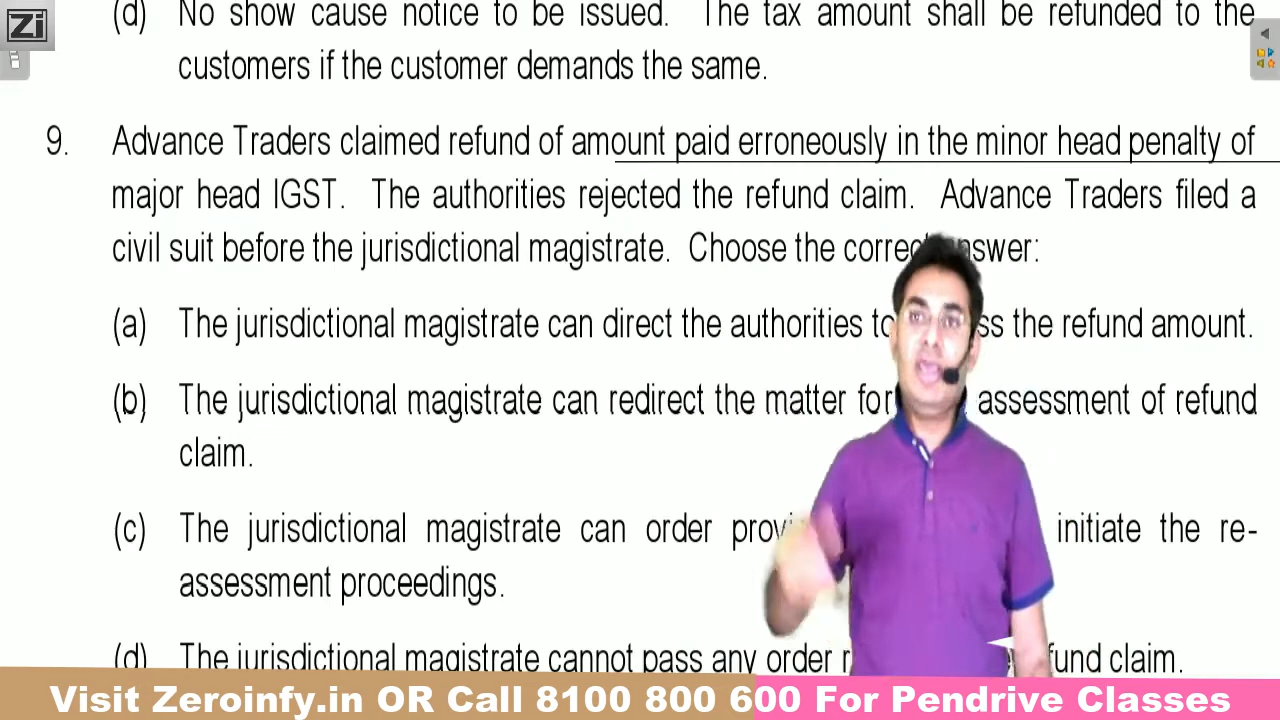 Zi
(d) No show cause notice to be issued. The tax amount shall be refunded to the
customers if the customer demands the same.
9. Advance Traders claimed refund of amount paid erroneously in the minor head penalty of
major head IGST. The authorities rejected the refund claim. Advance Traders filed a
civil suit before the jurisdictional magistrate. Choose the correct answer:
(a) The jurisdictional magistrate can direct the authorities to the refund amount.
(b) The jurisdictional magistrate can redirect the matter for assessment of refund
claim.
(c) The jurisdictional magistrate can order initiate the re-
assessment proceedings.
(d) The jurisdictional magistrate cannot pass any order claim.
Visit Zeroinfy.in OR Call 8100 800 600 For Pendrive Classes